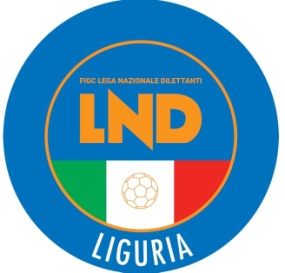 FIGC LEGA NAZIONALE DILETTANTI
LND
LIGURIA